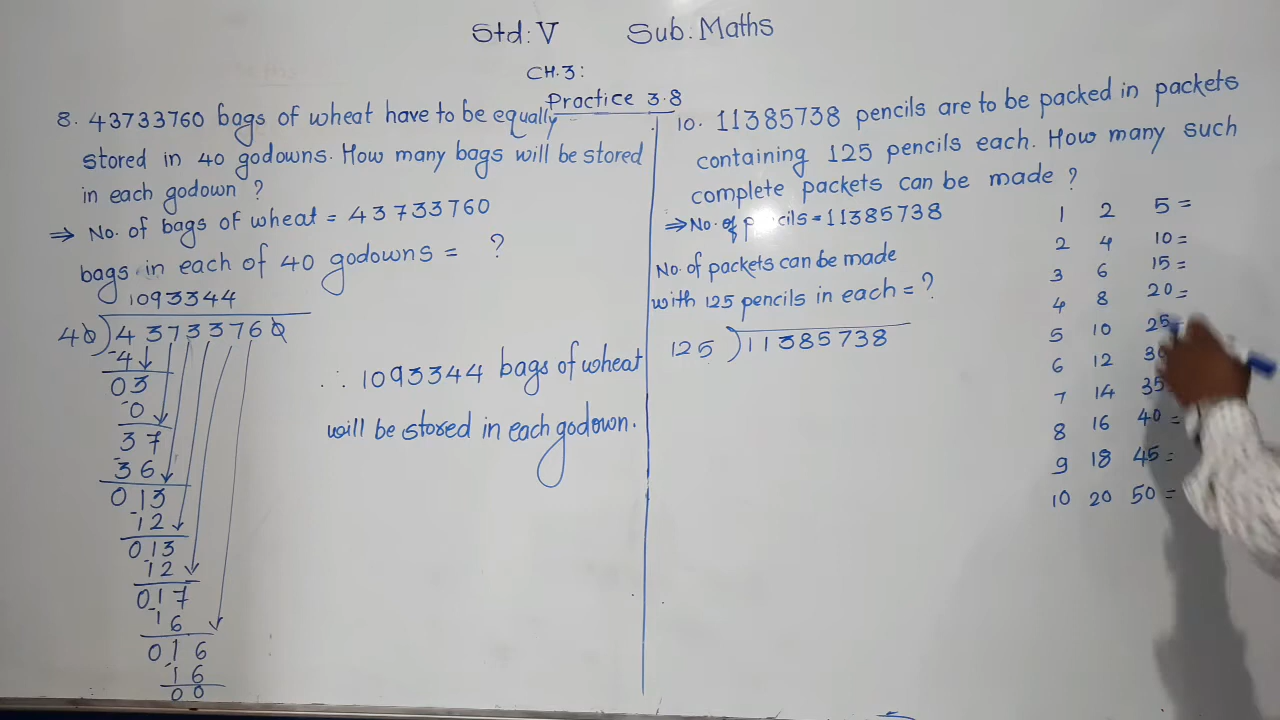 Std: V Sub: Maths
CH.3:
Practice 3.8
8. 43733760 bags of wheat have to be equally
stored in 40 godowns. How many bags will be stored
in each godown ?
⇒ No. of bags of wheat = 43733760
bags in each of 40 godowns = ?
1093344
40)43733760
-4
03
-0
37
-36
013
-12
013
-12
017
-16
016
-16
00
∴ 1093344 bags of wheat
will be stored in each godown.
10. 11385738 pencils are to be packed in packets
containing 125 pencils each. How many such
complete packets can be made ?
⇒ No. of pencils = 11385738
No. of packets can be made
with 125 pencils in each = ?
125)11385738
1 2 5 =
2 4 10 =
3 6 15 =
4 8 20 =
5 10 25 =
6 12
7 14 35
8 16 40 =
9 18 45 =
10 20 50 =